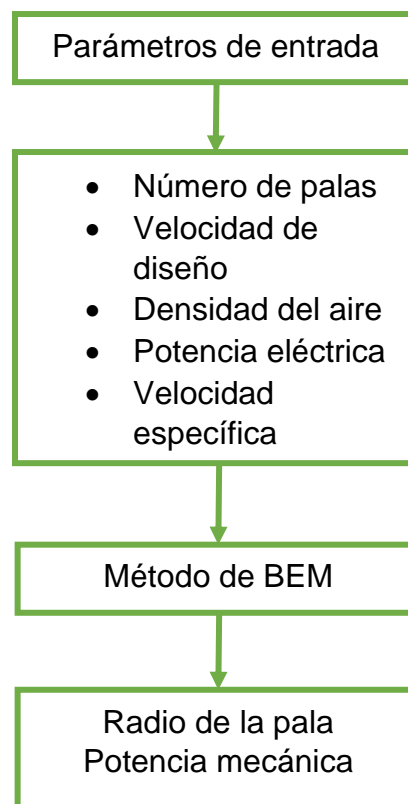 Parámetros de entrada
• Número de palas
• Velocidad de
diseño
• Densidad del aire
• Potencia eléctrica
• Velocidad
específica
Método de BEM
Radio de la pala
Potencia mecánica